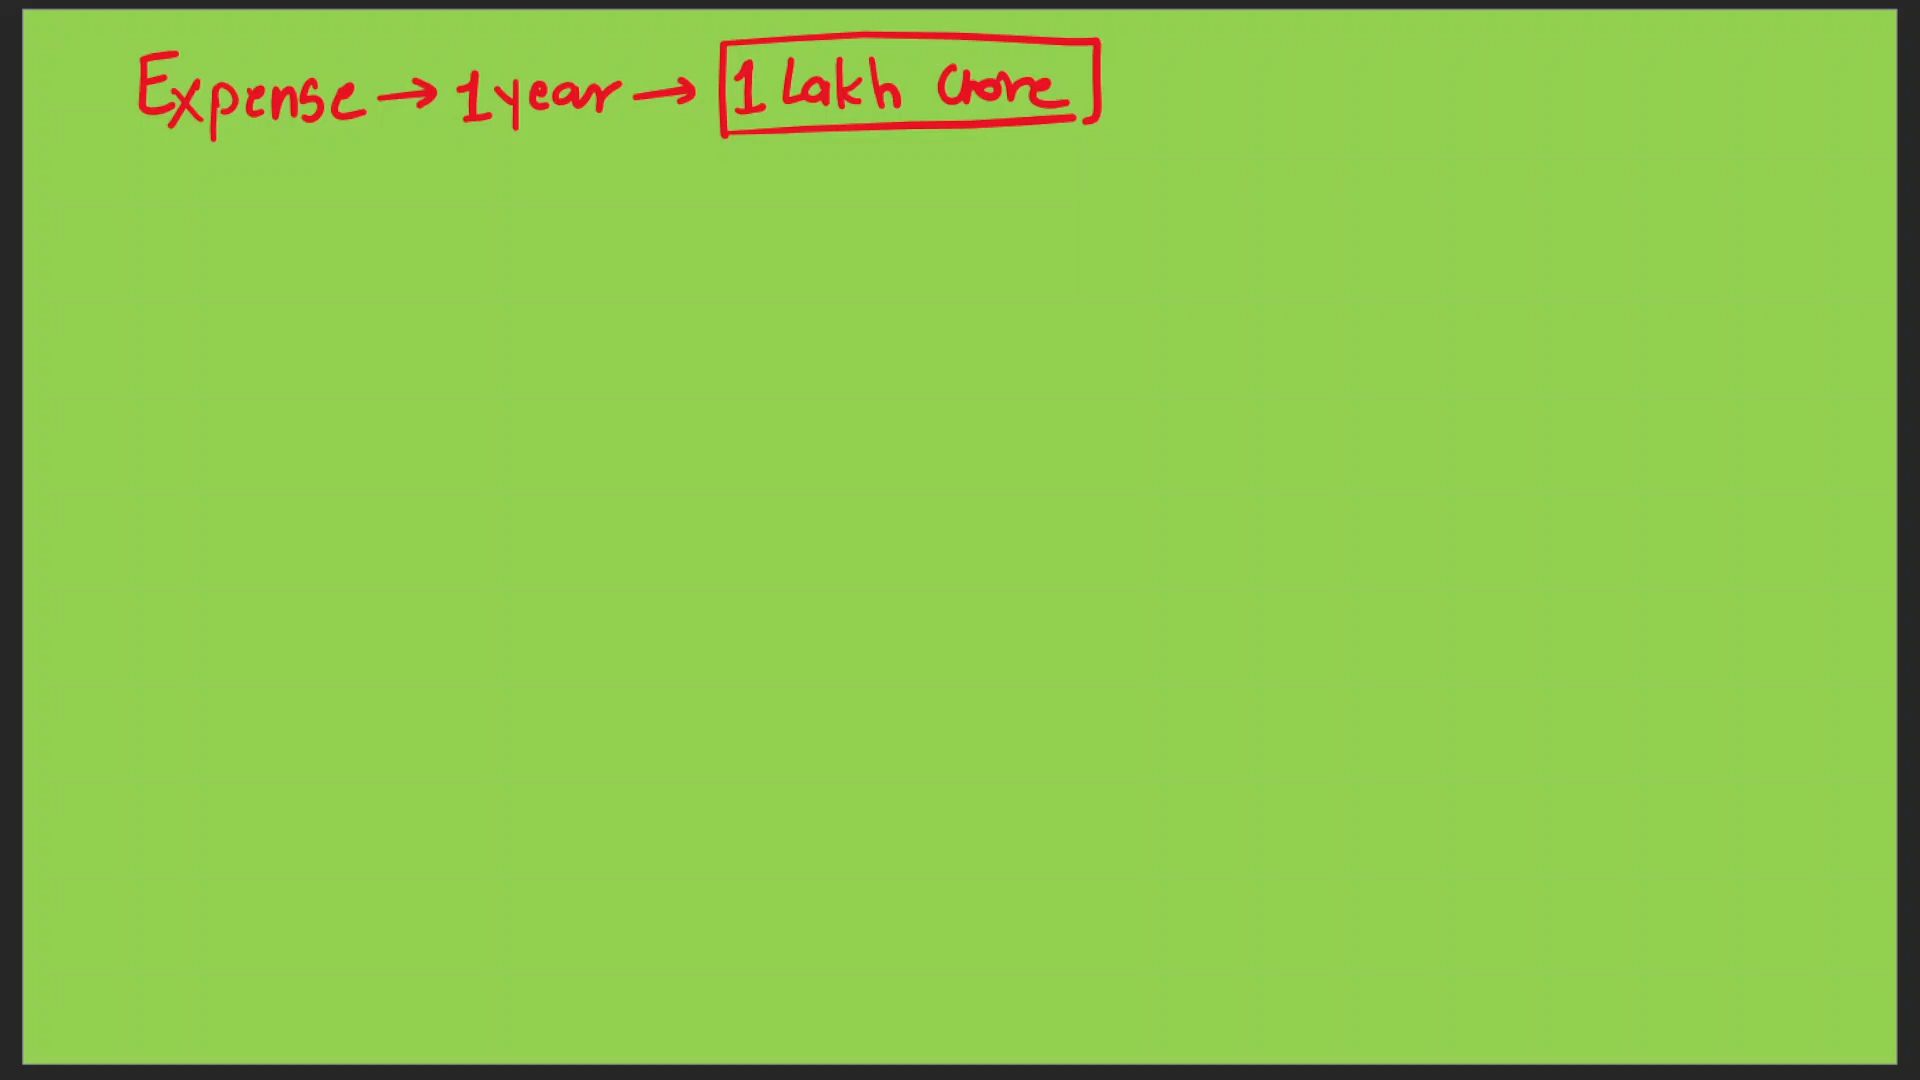 Expense → 1 year → 1 Lakh Crore